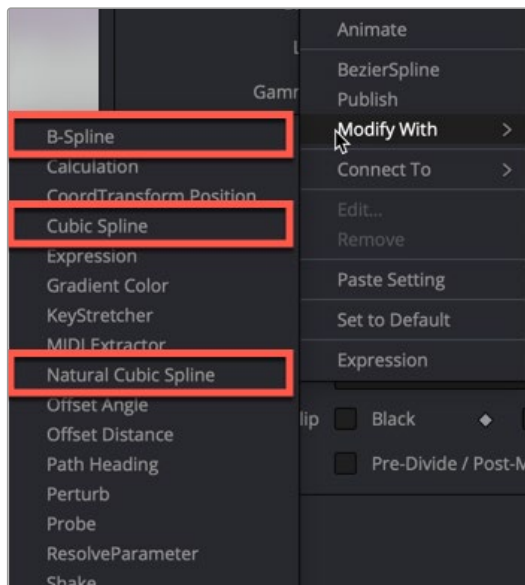 Animate
BezierSpline
Gamr
Publish
Modify With
Connect To
Edit...
Remove
Paste Setting
Set to Default
Expression
B-Spline
Calculation
CoordTransform Position
Cubic Spline
Expression
Gradient Color
KeyStretcher
MIDI Extractor
Natural Cubic Spline
Offset Angle
Offset Distance
Path Heading
Perturb
Probe
ResolveParameter
Shake
lip
Black
Pre-Divide / Post-M